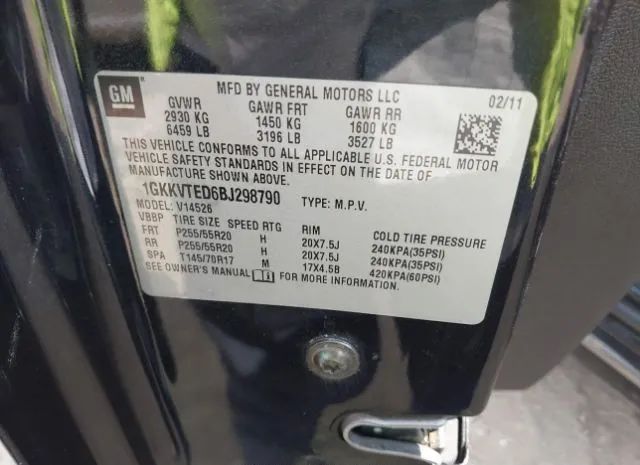 GM
MFD BY GENERAL MOTORS LLC 02/11
GVWR GAWR FRT GAWR RR
2930 KG 1450 KG 1600 KG
6459 LB 3196 LB 3527 LB
THIS VEHICLE CONFORMS TO ALL APPLICABLE U.S. FEDERAL MOTOR
VEHICLE SAFETY STANDARDS IN EFFECT ON THE DATE OF
MANUFACTURE SHOWN ABOVE.
1GKKVTED6BJ298790 TYPE: M.P.V.
MODEL: V14526
VBBP TIRE SIZE SPEED RTG RIM COLD TIRE PRESSURE
FRT P255/55R20 H 20X7.5J 240KPA(35PSI)
RR P255/55R20 H 20X7.5J 240KPA(35PSI)
SPA T145/70R17 M 17X4.5B 420KPA(60PSI)
SEE OWNER'S MANUAL FOR MORE INFORMATION.